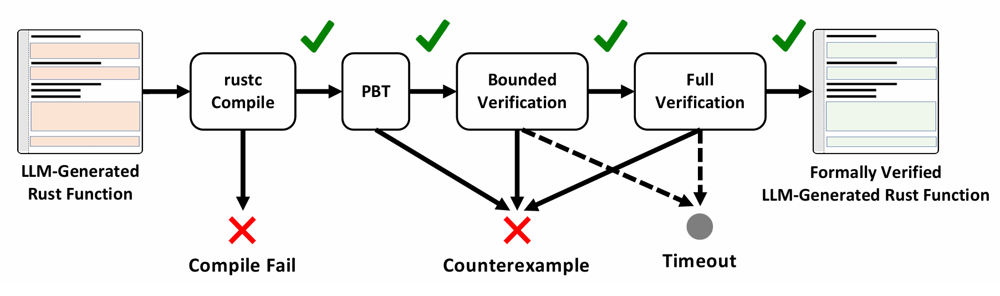 rustc
Compile
PBT
Bounded
Verification
Full
Verification
LLM-Generated
Rust Function
Formally Verified
LLM-Generated Rust Function
Compile Fail
Counterexample
Timeout